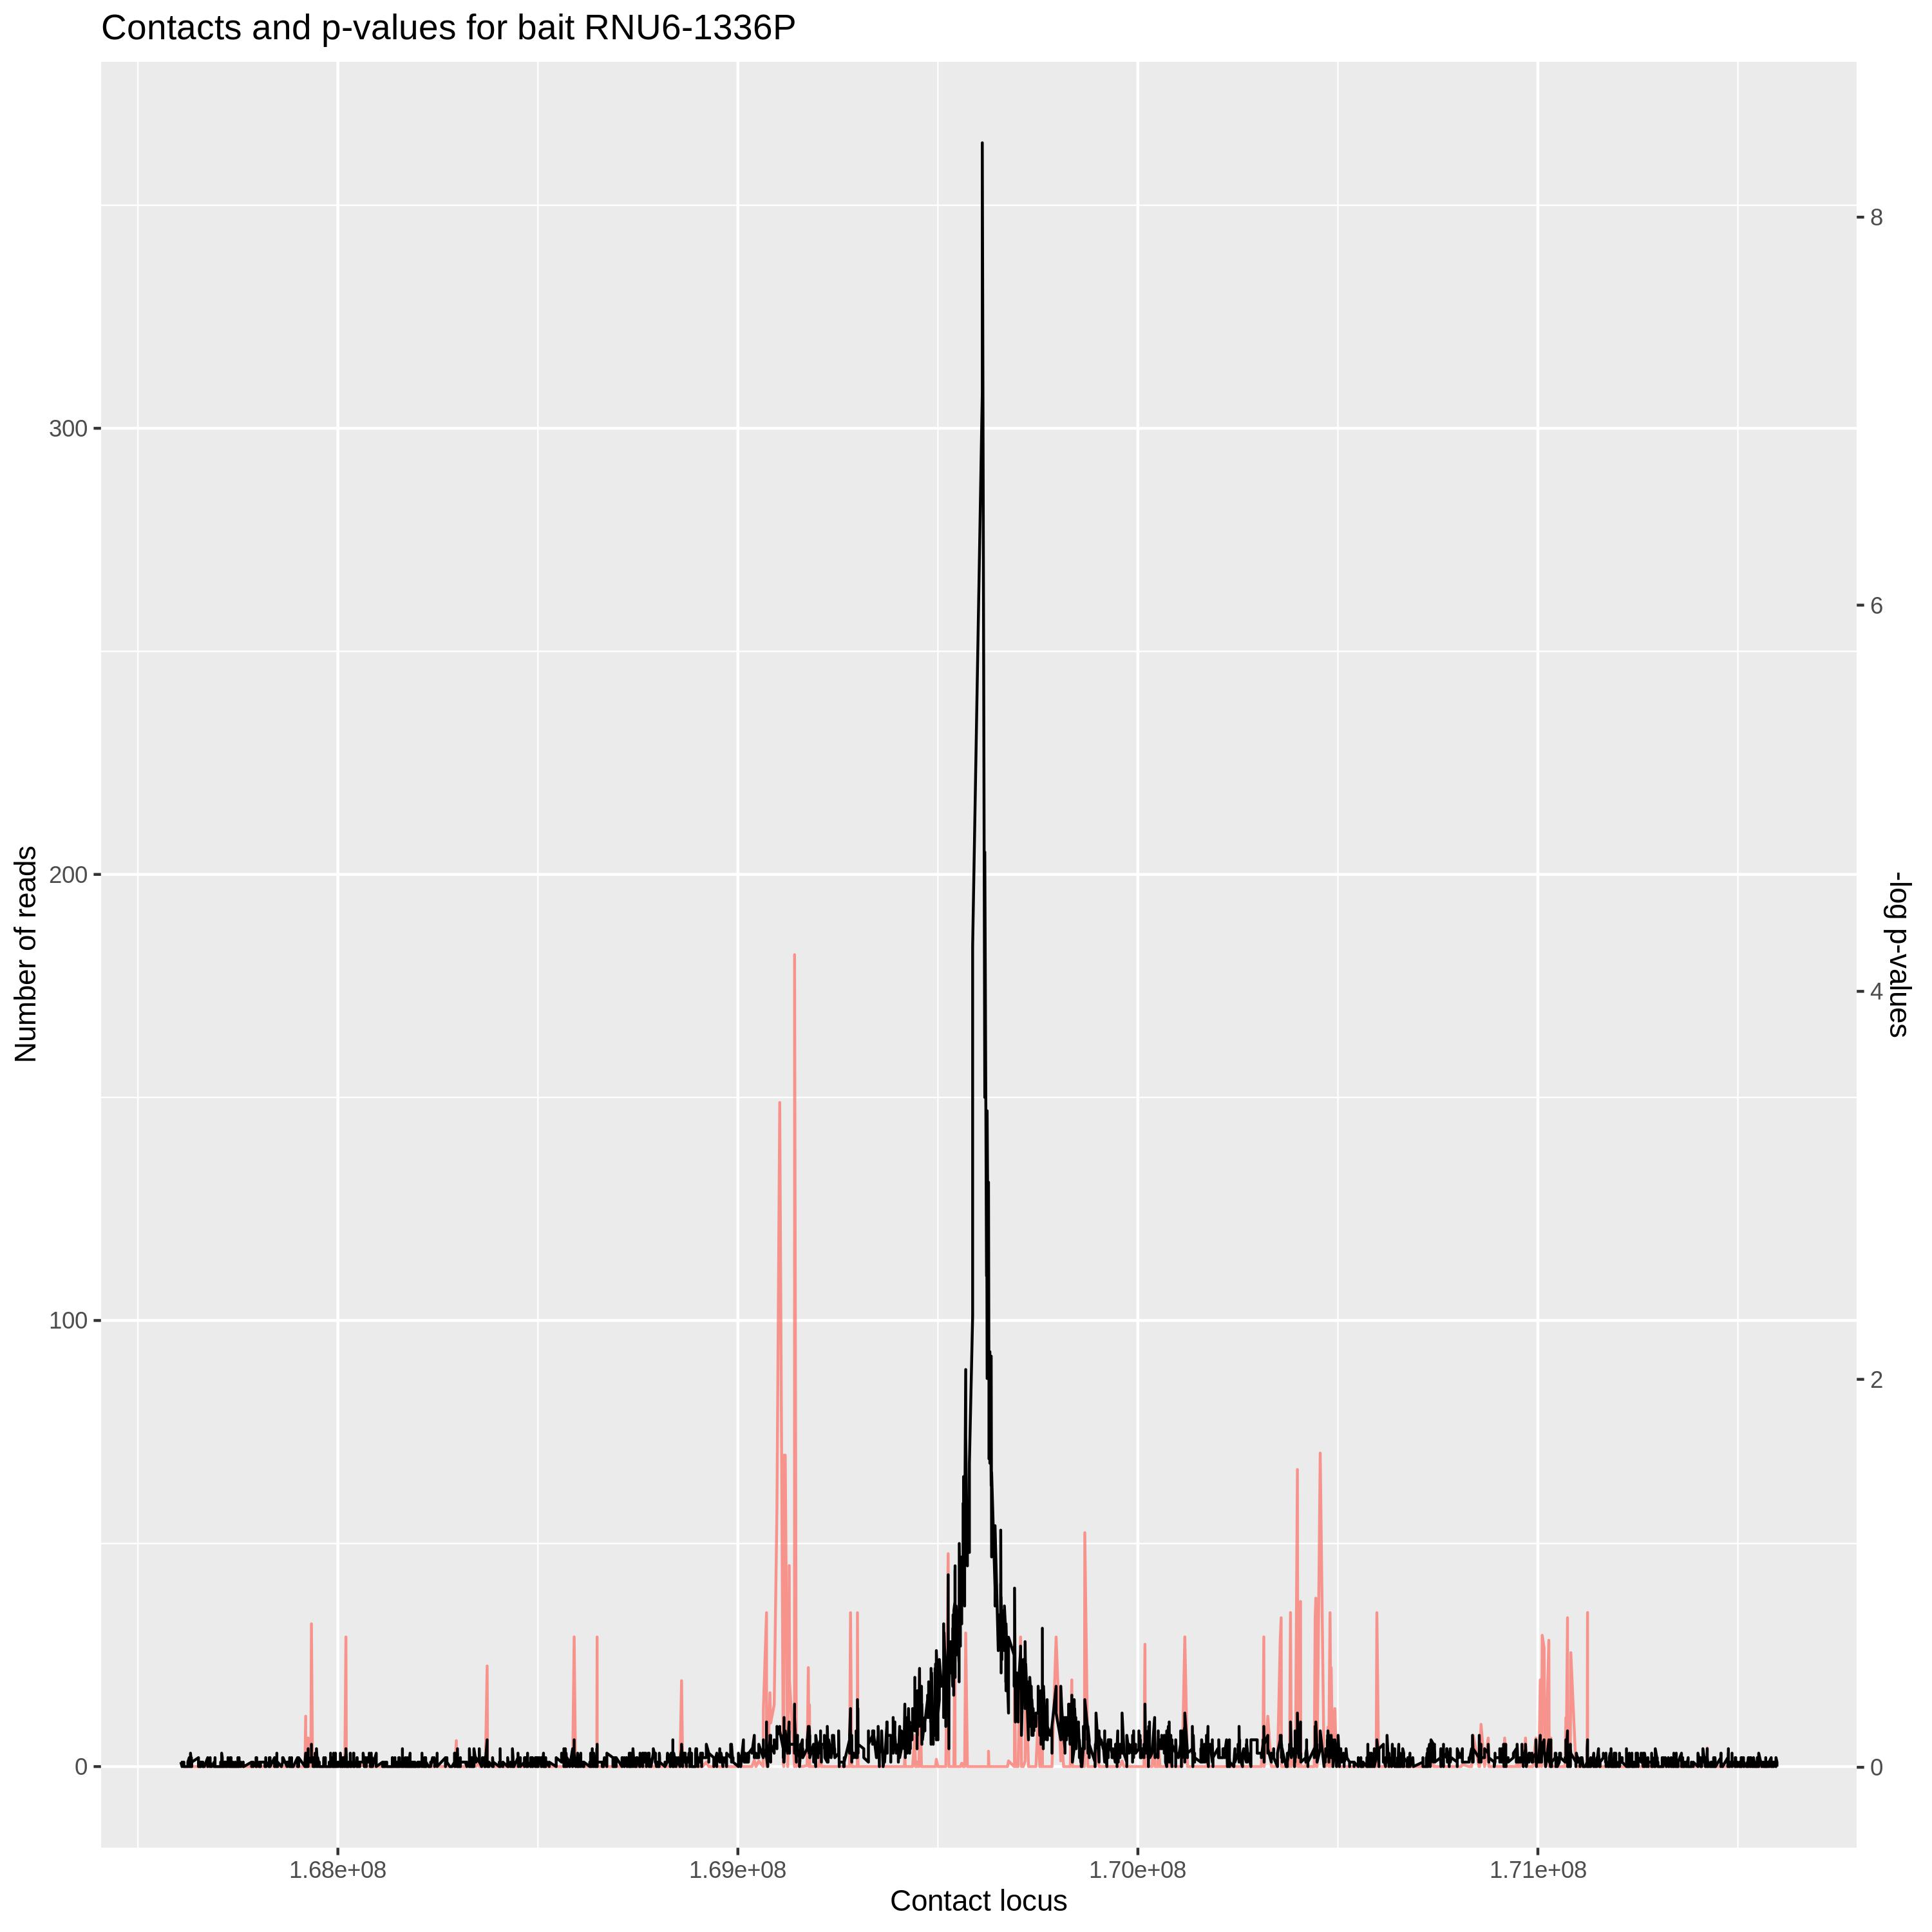 Contacts and p-values for bait RNU6-1336P
300
200
100
0
Number of reads
8
6
4
2
0
-log p-values
1.68e+08 1.69e+08 1.70e+08 1.71e+08
Contact locus